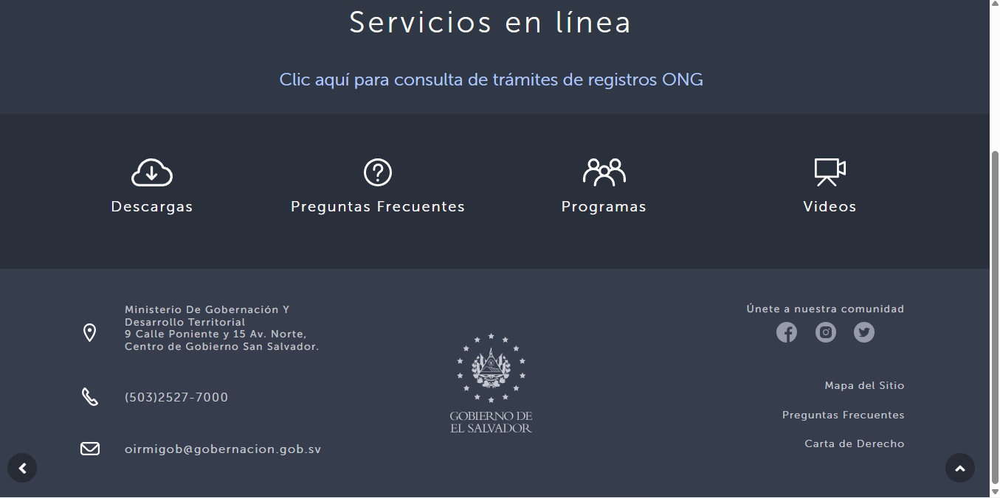 Servicios en línea
Clic aquí para consulta de trámites de registros ONG
Descargas
Preguntas Frecuentes
Programas
Videos
Ministerio De Gobernación Y
Desarrollo Territorial
9 Calle Poniente y 15 Av. Norte,
Centro de Gobierno San Salvador.
(503)2527-7000
oirmigob@gobernacion.gob.sv
GOBIERNO DE
EL SALVADOR
Únete a nuestra comunidad
Mapa del Sitio
Preguntas Frecuentes
Carta de Derecho